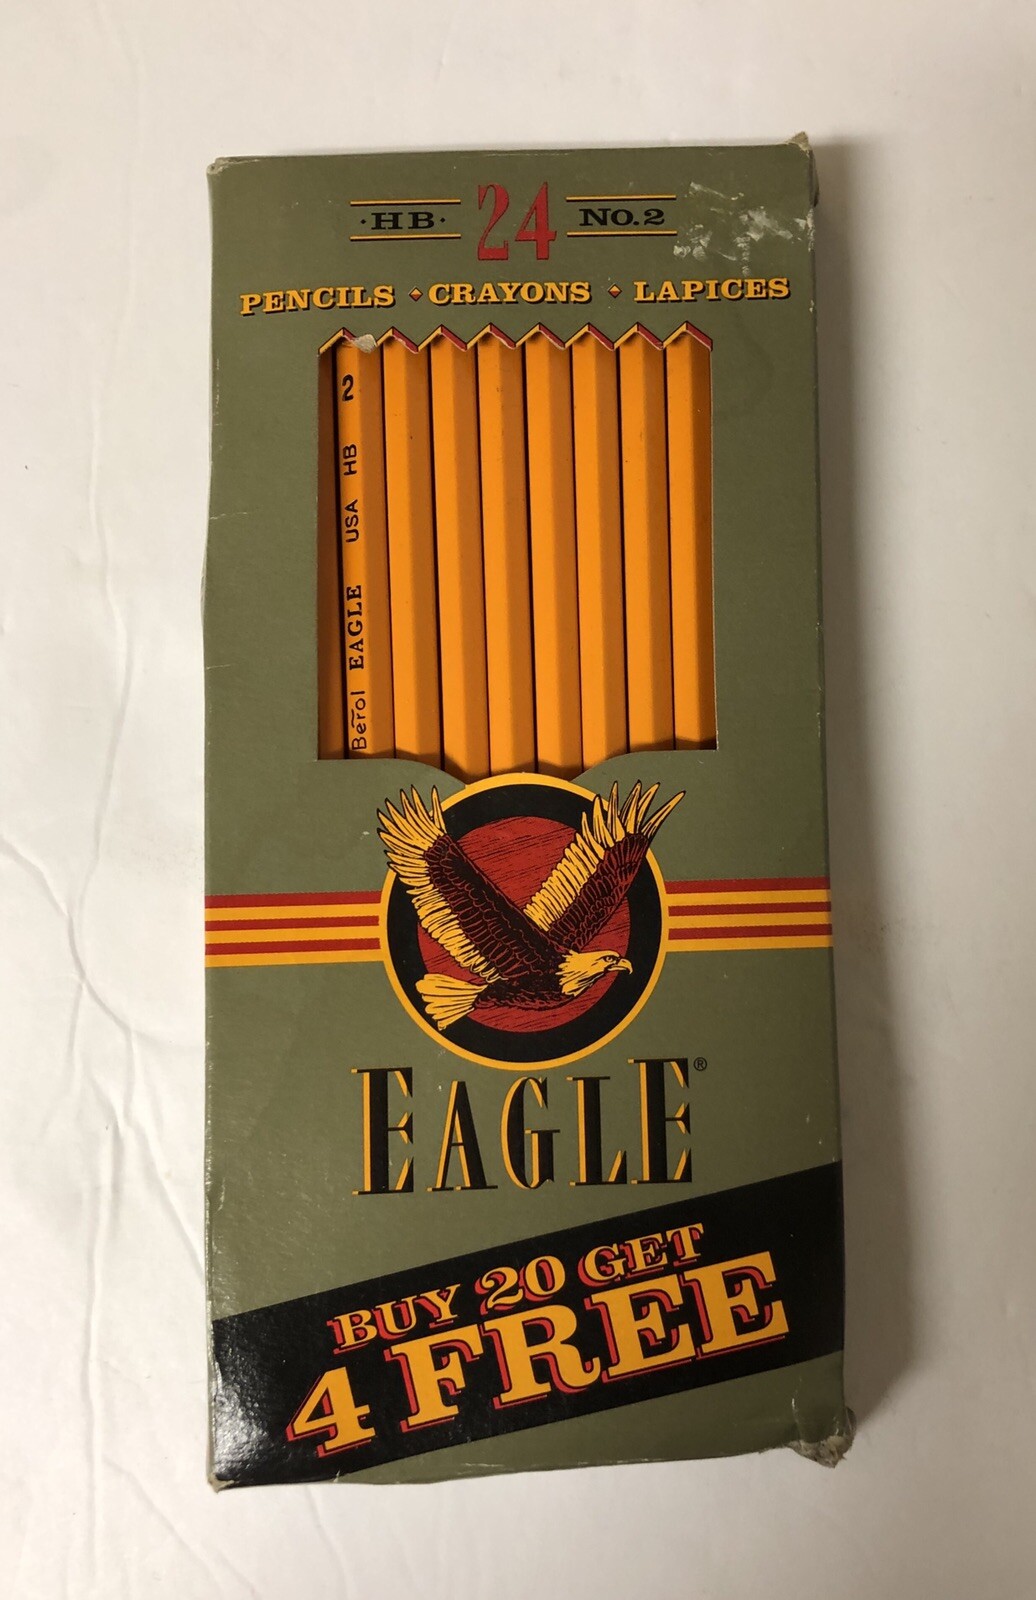 ·HB· 24 NO.2
PENCILS ◆ CRAYONS ◆ LAPICES
Berol EAGLE USA HB 2
EAGLE®
BUY 20 GET
4 FREE